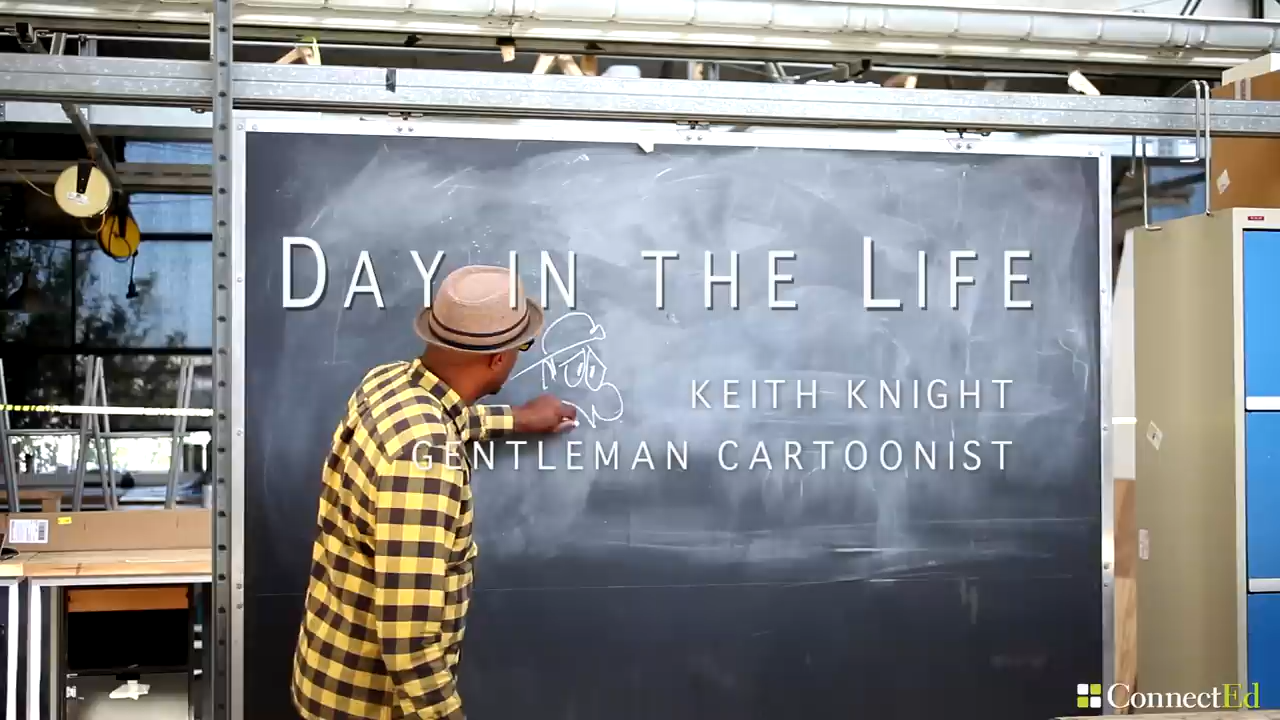 DAY IN THE LIFE
KEITH KNIGHT
GENTLEMAN CARTOONIST
ConnectEd